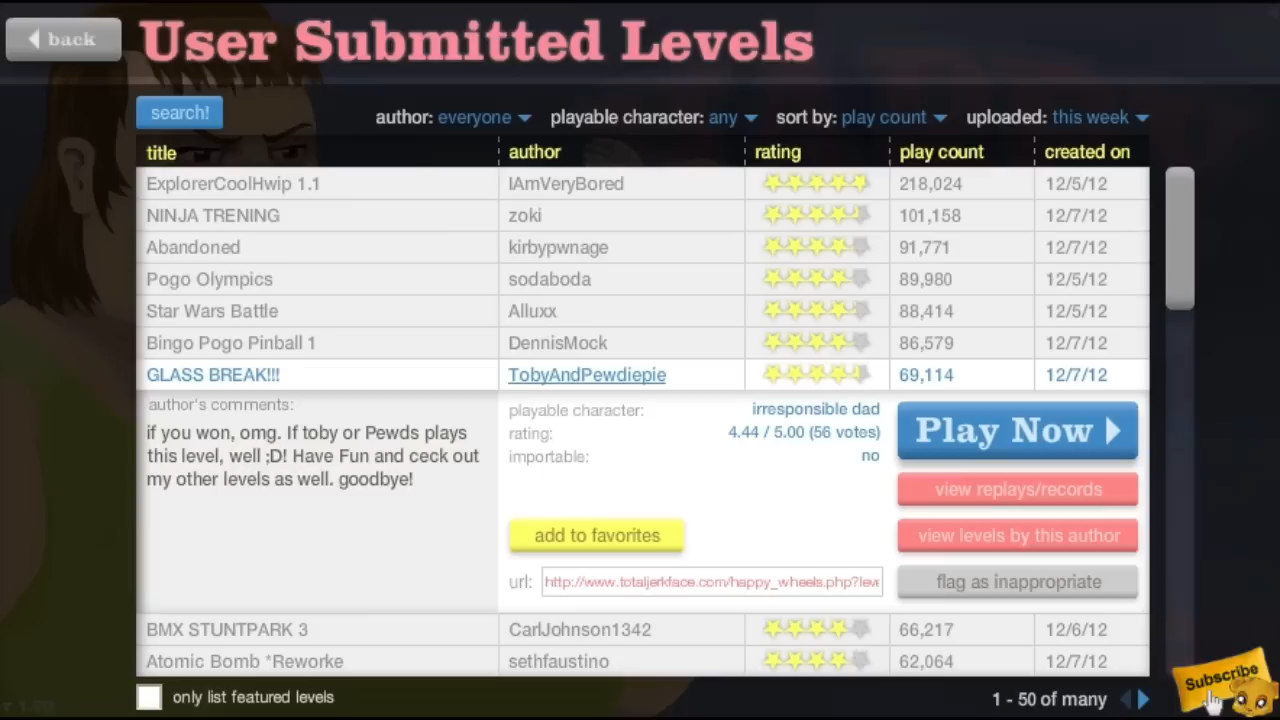 back
User Submitted Levels
search!
author: everyone playable character: any sort by: play count uploaded: this week
title author rating play count created on
ExplorerCoolHwip 1.1 IAmVeryBored 218,024 12/5/12
NINJA TRENING zoki 101,158 12/7/12
Abandoned kirbypwnage 91,771 12/7/12
Pogo Olympics sodaboda 89,980 12/5/12
Star Wars Battle Alluxx 88,414 12/5/12
Bingo Pogo Pinball 1 DennisMock 86,579 12/7/12
GLASS BREAK!!! TobyAndPewdiepie 69,114 12/7/12
author's comments:
if you won, omg. If toby or Pewds plays
this level, well ;D! Have Fun and ceck out
my other levels as well. goodbye!
playable character: irresponsible dad
rating: 4.44 / 5.00 (56 votes)
importable: no
add to favorites
url: http://www.totaljerkface.com/happy_wheels.php?leve
Play Now
view replays/records
view levels by this author
flag as inappropriate
BMX STUNTPARK 3 CarlJohnson1342 66,217 12/6/12
Atomic Bomb *Reworke sethfaustino 62,064 12/7/12
only list featured levels
1 - 50 of many
Subscribe